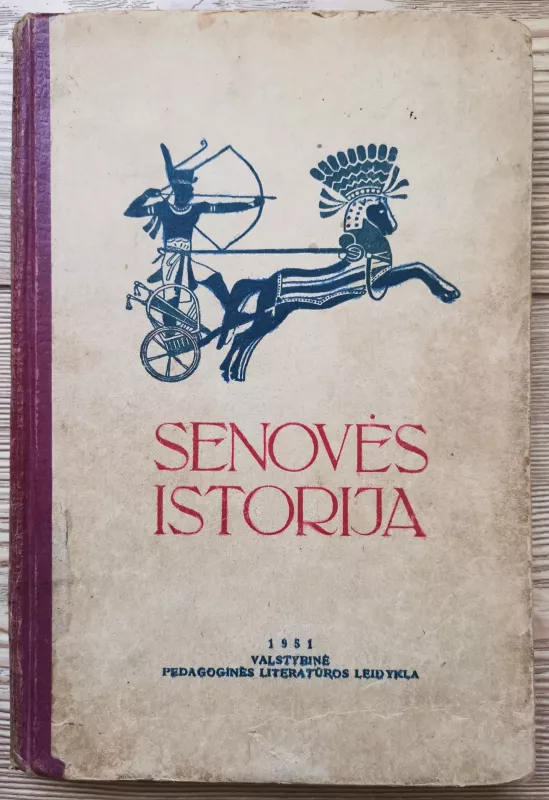 SENOVĖS
ISTORIJA
1951
VALSTYBINĖ
PEDAGOGINĖS LITERATŪROS LEIDYKLA